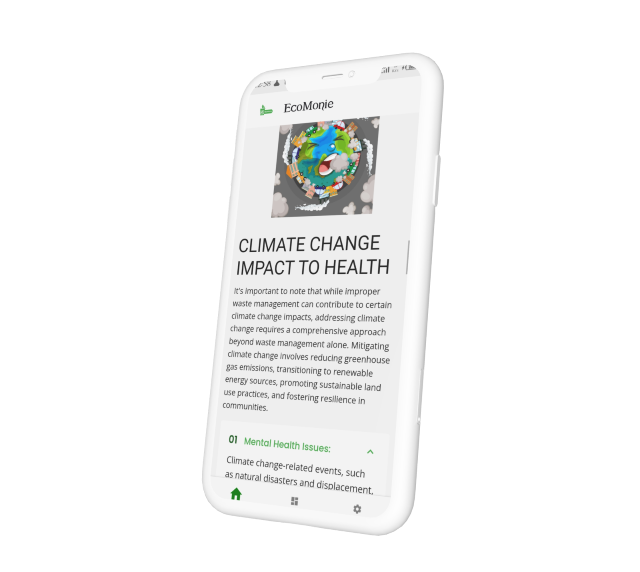 EcoMonie
CLIMATE CHANGE
IMPACT TO HEALTH
It's important to note that while improper
waste management can contribute to certain
climate change impacts, addressing climate
change requires a comprehensive approach
beyond waste management alone. Mitigating
climate change involves reducing greenhouse
gas emissions, transitioning to renewable
energy sources, promoting sustainable land
use practices, and fostering resilience in
communities.
01 Mental Health Issues:
Climate change-related events, such
as natural disasters and displacement,